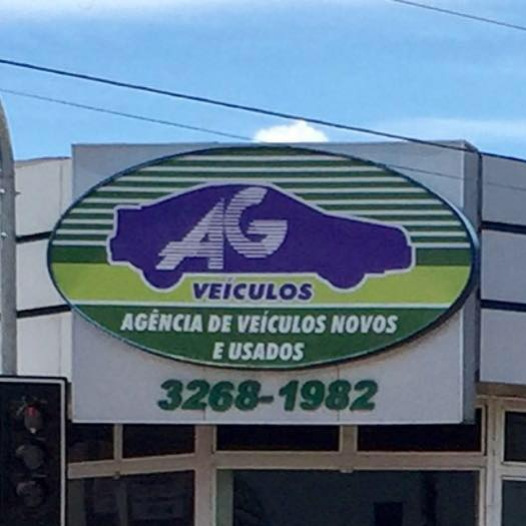 AG
VEÍCULOS
AGÊNCIA DE VEÍCULOS NOVOS
E USADOS
3268-1982